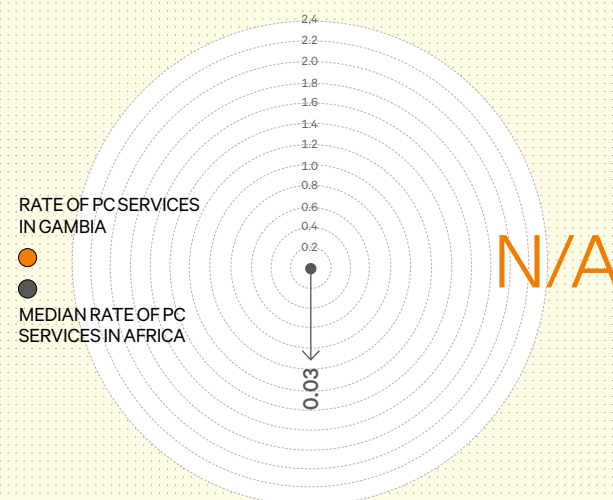 2,4
2.2
2.0
1.8
1.6
1.4
1.2
1.0
0.8
0.6
0.4
0.2
RATE OF PC SERVICES
IN GAMBIA
MEDIAN RATE OF PC
SERVICES IN AFRICA
N/A
0.03